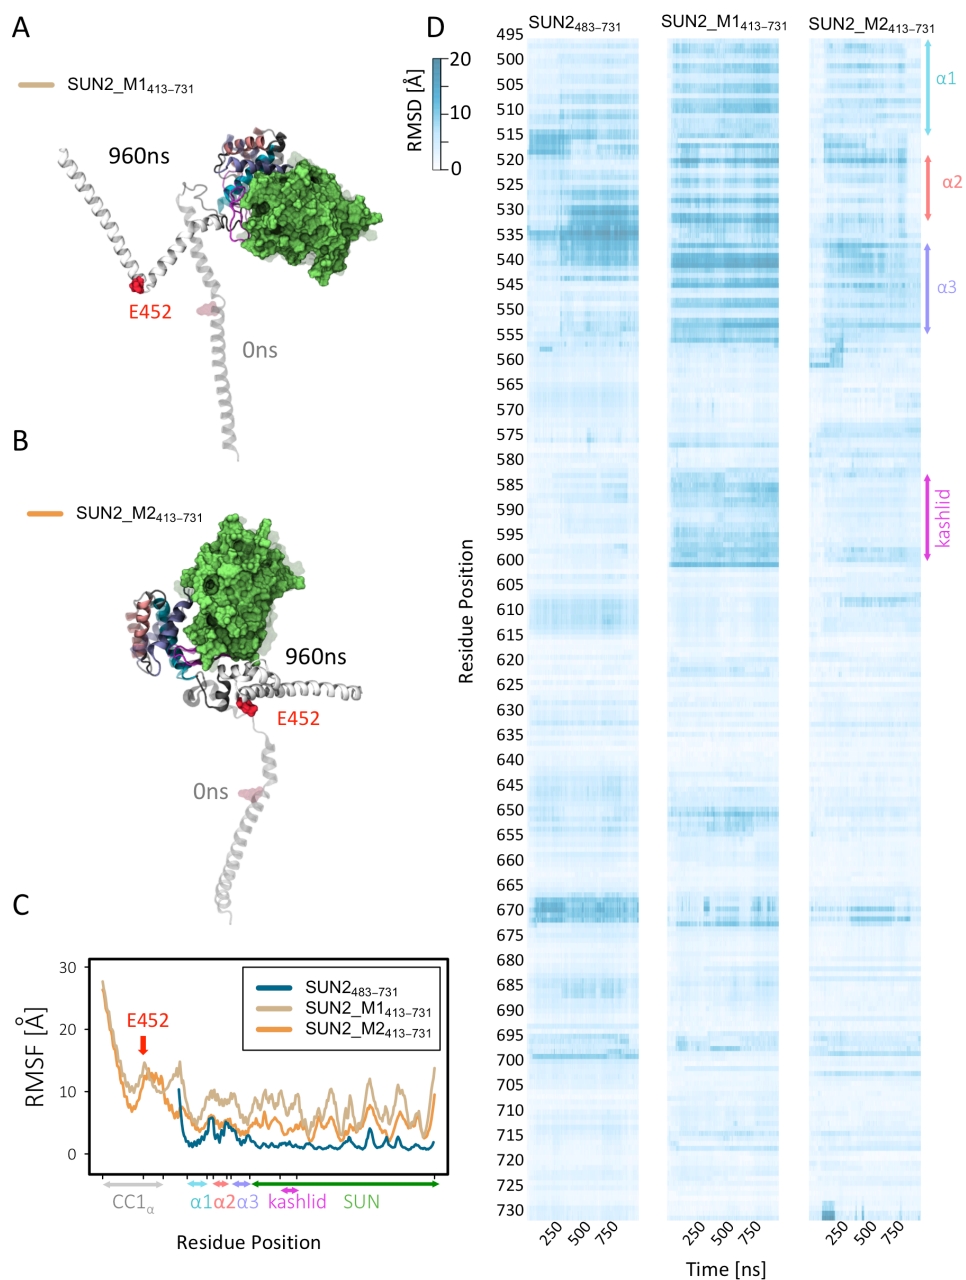 A
SUN2_M1413–731
960ns
E452
0ns
B
SUN2_M2413–731
960ns
E452
0ns
C
RMSF [Å]
30
20
10
0
E452
SUN2483–731
SUN2_M1413–731
SUN2_M2413–731
CC1α
α1
α2
α3
kashlid
SUN
Residue Position
D
SUN2483–731
SUN2_M1413–731
SUN2_M2413–731
RMSD [Å]
20
10
0
Residue Position
495
500
505
510
515
520
525
530
535
540
545
550
555
560
565
570
575
580
585
590
595
600
605
610
615
620
625
630
635
640
645
650
655
660
665
670
675
680
685
690
695
700
705
710
715
720
725
730
α1
α2
α3
kashlid
250 500 750
250 500 750
250 500 750
Time [ns]